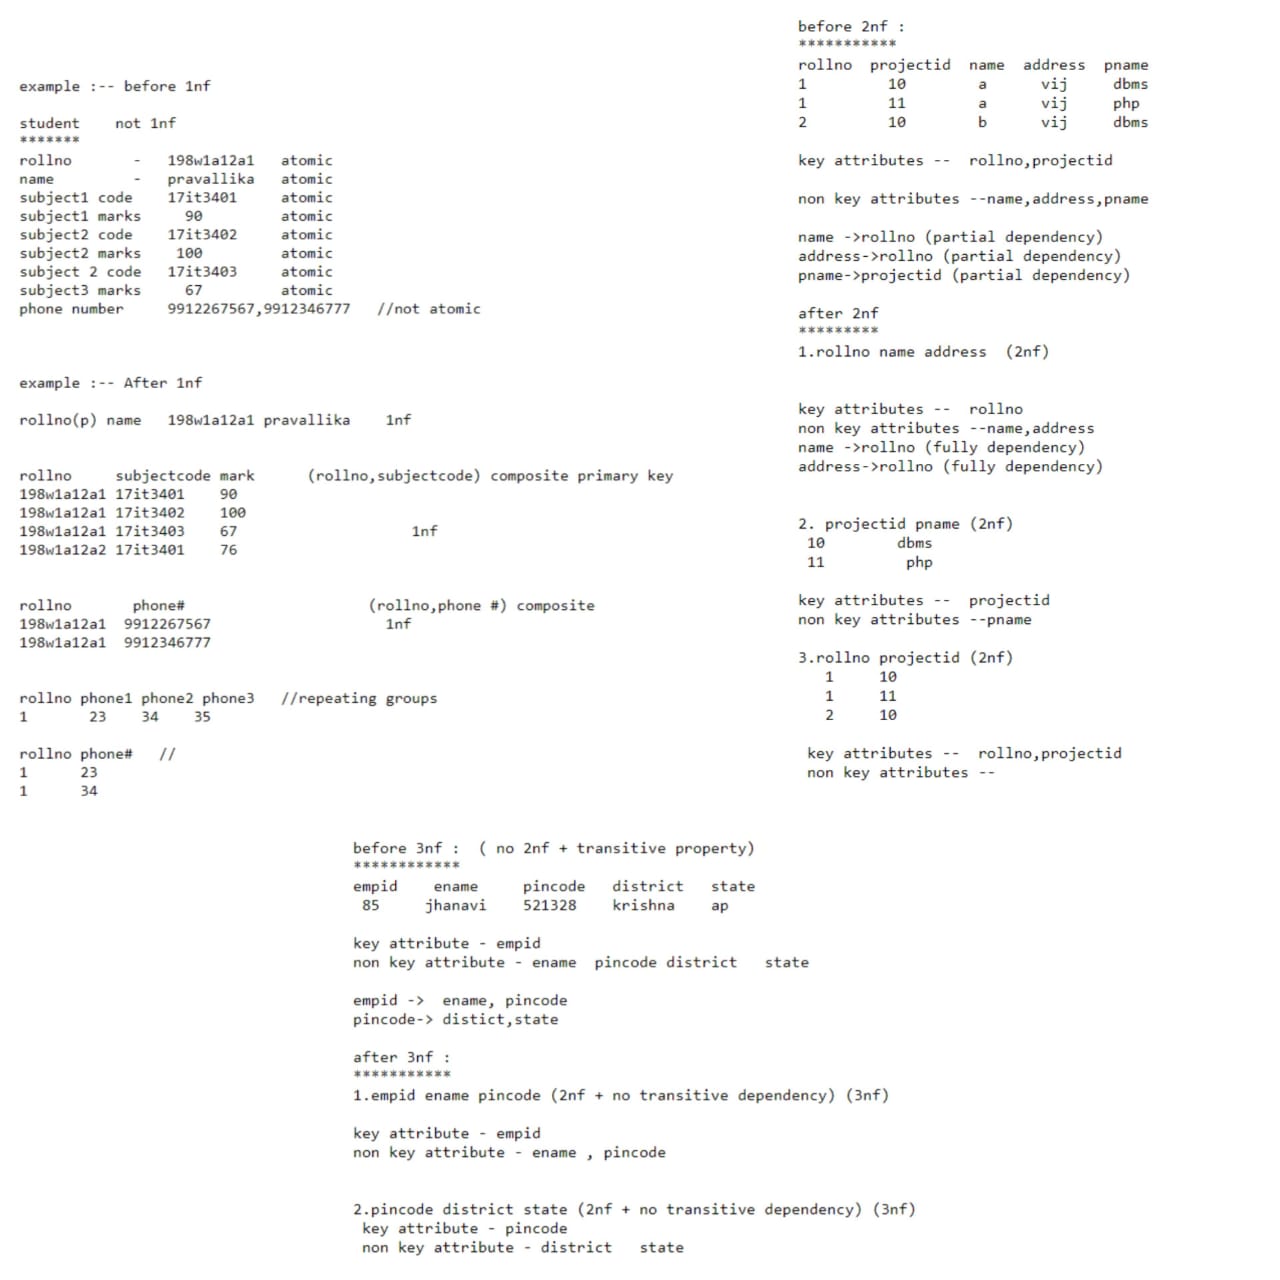 example :-- before 1nf
student    not 1nf
*******
rollno       -   198w1a12a1   atomic
name         -   pravallika   atomic
subject1 code    17it3401     atomic
subject1 marks     90         atomic
subject2 code    17it3402     atomic
subject2 marks    100         atomic
subject 2 code   17it3403     atomic
subject3 marks     67         atomic
phone number     9912267567,9912346777   //not atomic
example :-- After 1nf
rollno(p) name   198w1a12a1 pravallika    1nf
rollno     subjectcode mark      (rollno,subjectcode) composite primary key
198w1a12a1 17it3401    90
198w1a12a1 17it3402    100
198w1a12a1 17it3403    67                    1nf
198w1a12a2 17it3401    76
rollno       phone#                     (rollno,phone #) composite
198w1a12a1  9912267567                    1nf
198w1a12a1  9912346777
rollno phone1 phone2 phone3   //repeating groups
1       23    34    35
rollno phone#   //
1      23
1      34
before 2nf :
***********
rollno  projectid  name  address  pname
1         10        a      vij     dbms
1         11        a      vij     php
2         10        b      vij     dbms
key attributes --  rollno,projectid
non key attributes --name,address,pname
name ->rollno (partial dependency)
address->rollno (partial dependency)
pname->projectid (partial dependency)
after 2nf
*********
1.rollno name address  (2nf)
key attributes --  rollno
non key attributes --name,address
name ->rollno (fully dependency)
address->rollno (fully dependency)
2. projectid pname (2nf)
10        dbms
11         php
key attributes --  projectid
non key attributes --pname
3.rollno projectid (2nf)
1     10
1     11
2     10
key attributes --  rollno,projectid
non key attributes --
before 3nf :  ( no 2nf + transitive property)
************
empid    ename     pincode   district   state
85     jhanavi    521328    krishna    ap
key attribute - empid
non key attribute - ename  pincode district   state
empid ->  ename, pincode
pincode-> distict,state
after 3nf :
***********
1.empid ename pincode (2nf + no transitive dependency) (3nf)
key attribute - empid
non key attribute - ename , pincode
2.pincode district state (2nf + no transitive dependency) (3nf)
key attribute - pincode
non key attribute - district   state